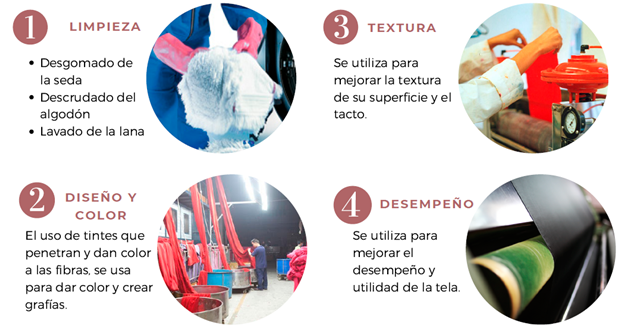 1 LIMPIEZA
• Desgomado de
la seda
• Descrudado del
algodón
• Lavado de la lana
2 DISEÑO Y
COLOR
El uso de tintes que
penetran y dan color
a las fibras, se usa
para dar color y crear
grafías.
3 TEXTURA
Se utiliza para
mejorar la textura
de su superficie y el
tacto.
4 DESEMPEÑO
Se utiliza para
mejorar el
desempeño y
utilidad de la tela.